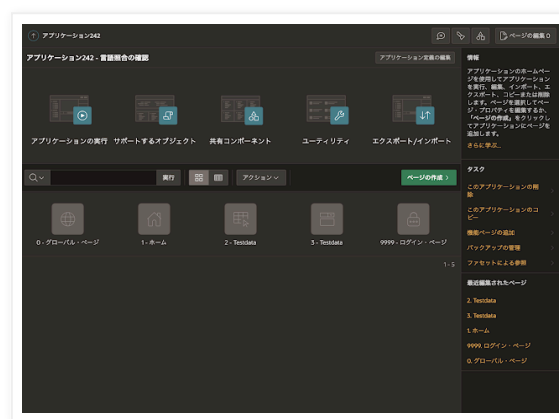 アプリケーション242
ページの編集 0
アプリケーション242 - 言語照合の確認
アプリケーション定義の編集
アプリケーションの実行
サポートするオブジェクト
共有コンポーネント
ユーティリティ
エクスポート/インポート
実行
アクション
ページの作成
0 - グローバル・ページ
1 - ホーム
2 - Testdata
3 - Testdata
9999 - ログイン・ページ
1 - 5
情報
アプリケーションのホームペー
ジを使用してアプリケーション
を実行、編集、インポート、エ
クスポート、コピーまたは削除
します。ページを選択してペー
ジ・プロパティを編集するか、
「ページの作成」をクリックし
てアプリケーションにページを
追加します。
さらに学ぶ...
タスク
このアプリケーションの削
除
このアプリケーションのコ
ピー
機能ページの追加
バックアップの管理
ファセットによる参照
最近編集されたページ
2. Testdata
3. Testdata
1. ホーム
9999. ログイン・ページ
0. グローバル・ページ